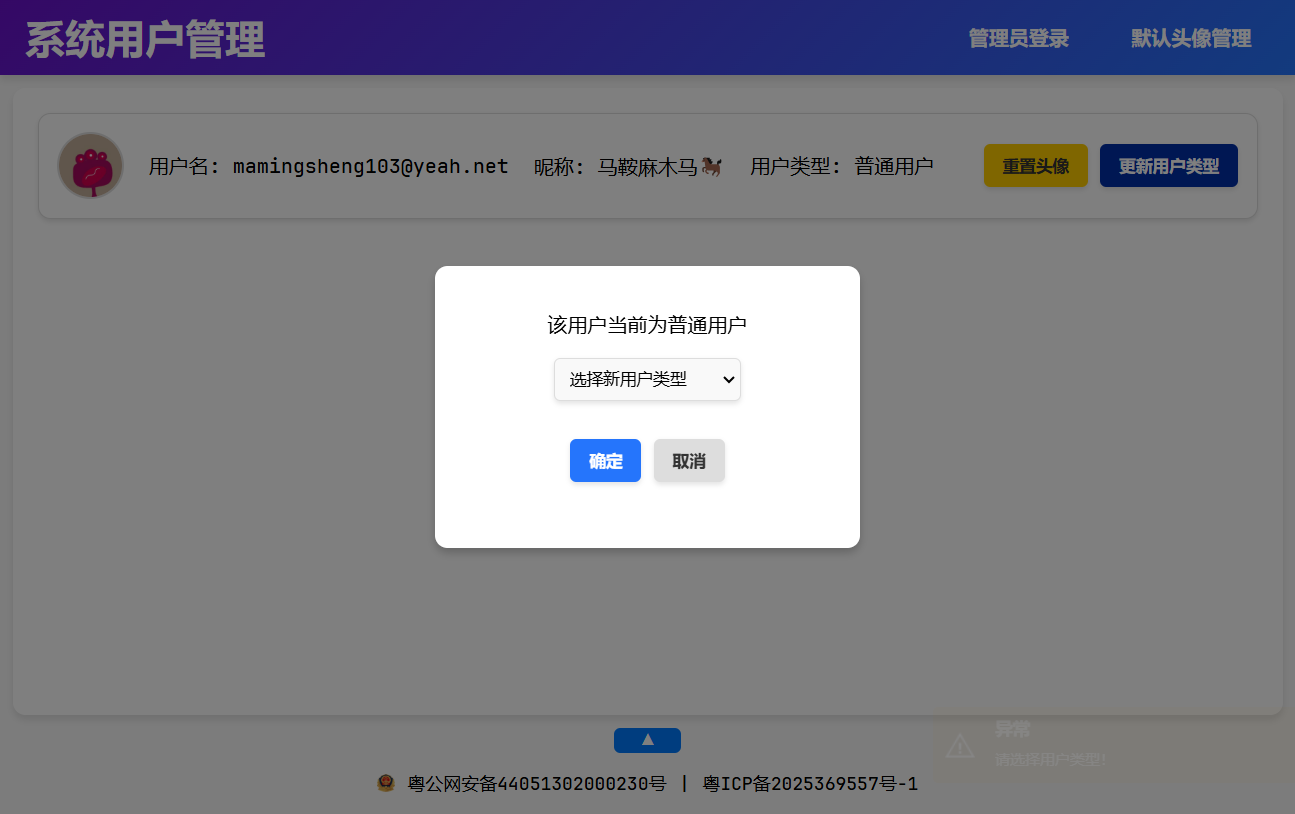 系统用户管理
管理员登录
默认头像管理
用户名: mamingsheng103@yeah.net
昵称: 马鞍麻木马🐎
用户类型: 普通用户
重置头像
更新用户类型
该用户当前为普通用户
选择新用户类型
确定
取消
▲
异常
请选择用户类型!
粤公网安备44051302000230号 | 粤ICP备2025369557号-1